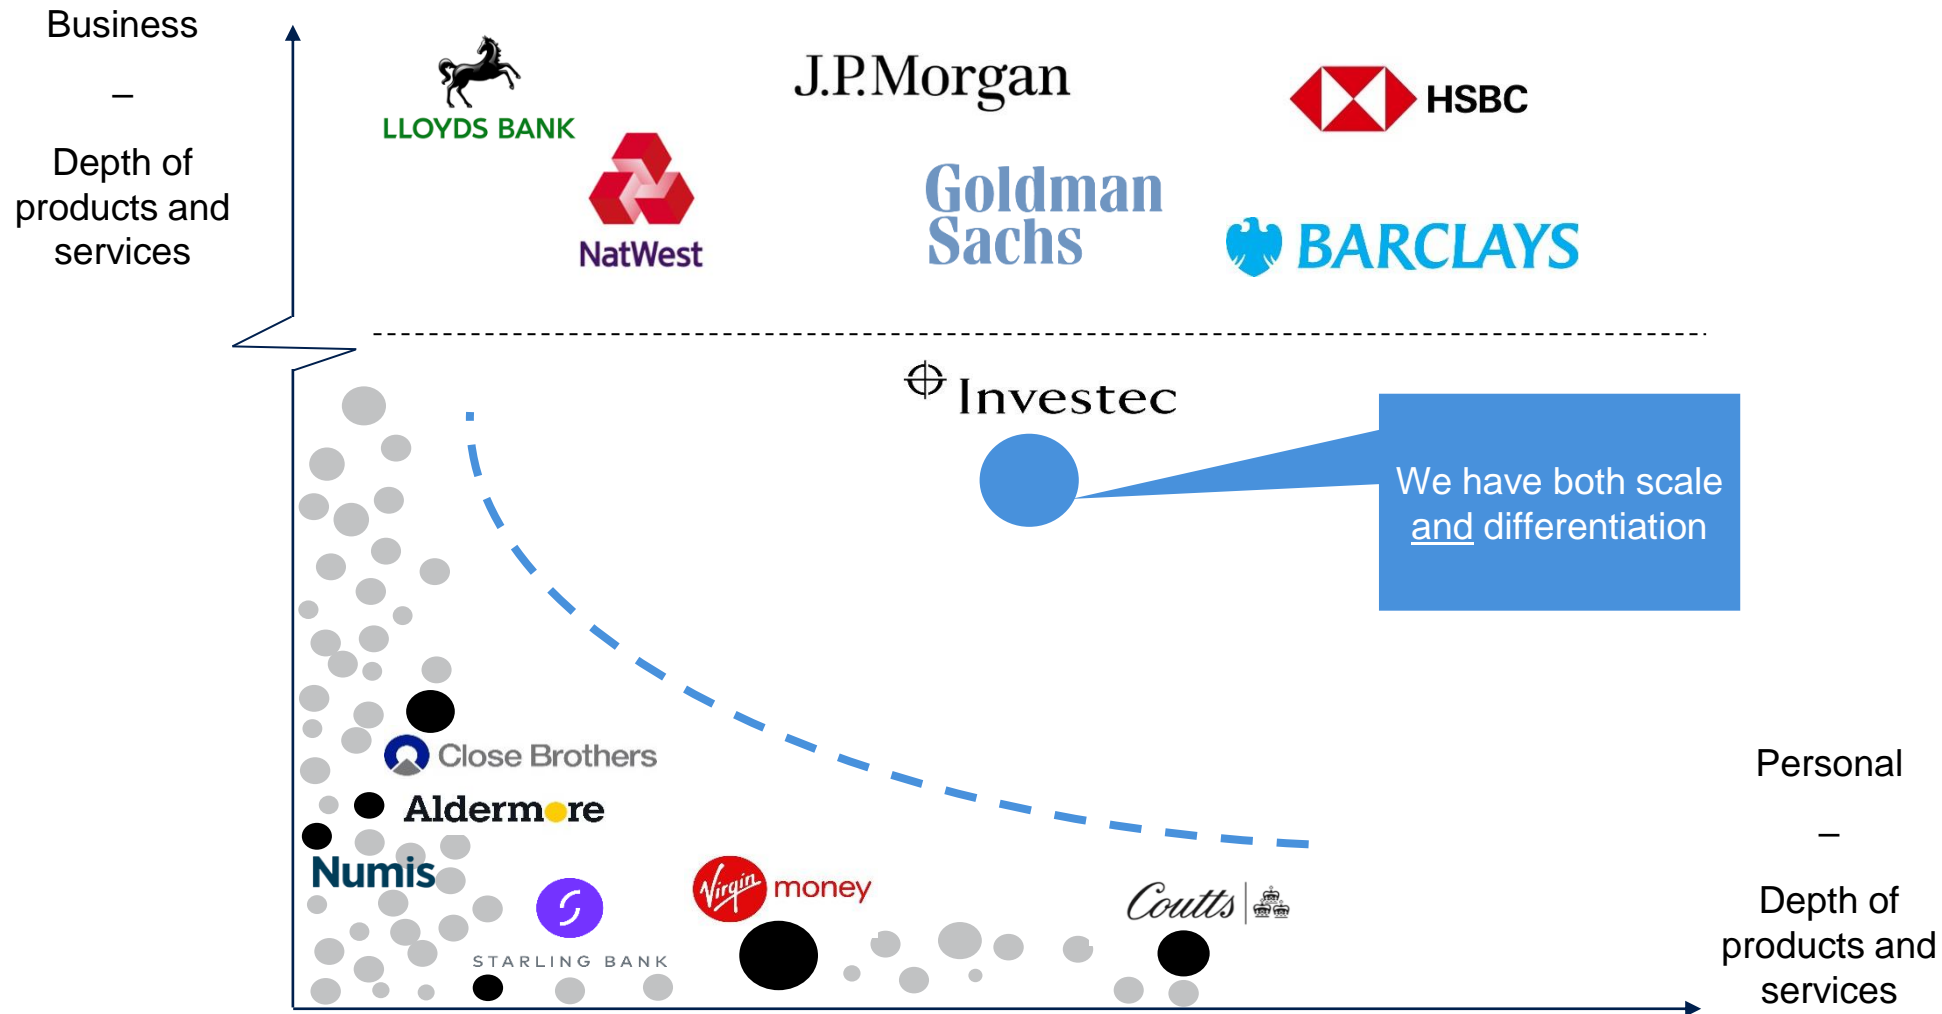 Business
–
Depth of
products and
services
LLOYDS BANK
J.P.Morgan
HSBC
NatWest
Goldman
Sachs
BARCLAYS
Investec
We have both scale
and differentiation
Close Brothers
Aldermore
Numis
STARLING BANK
Virgin money
Coutts
Personal
–
Depth of
products and
services